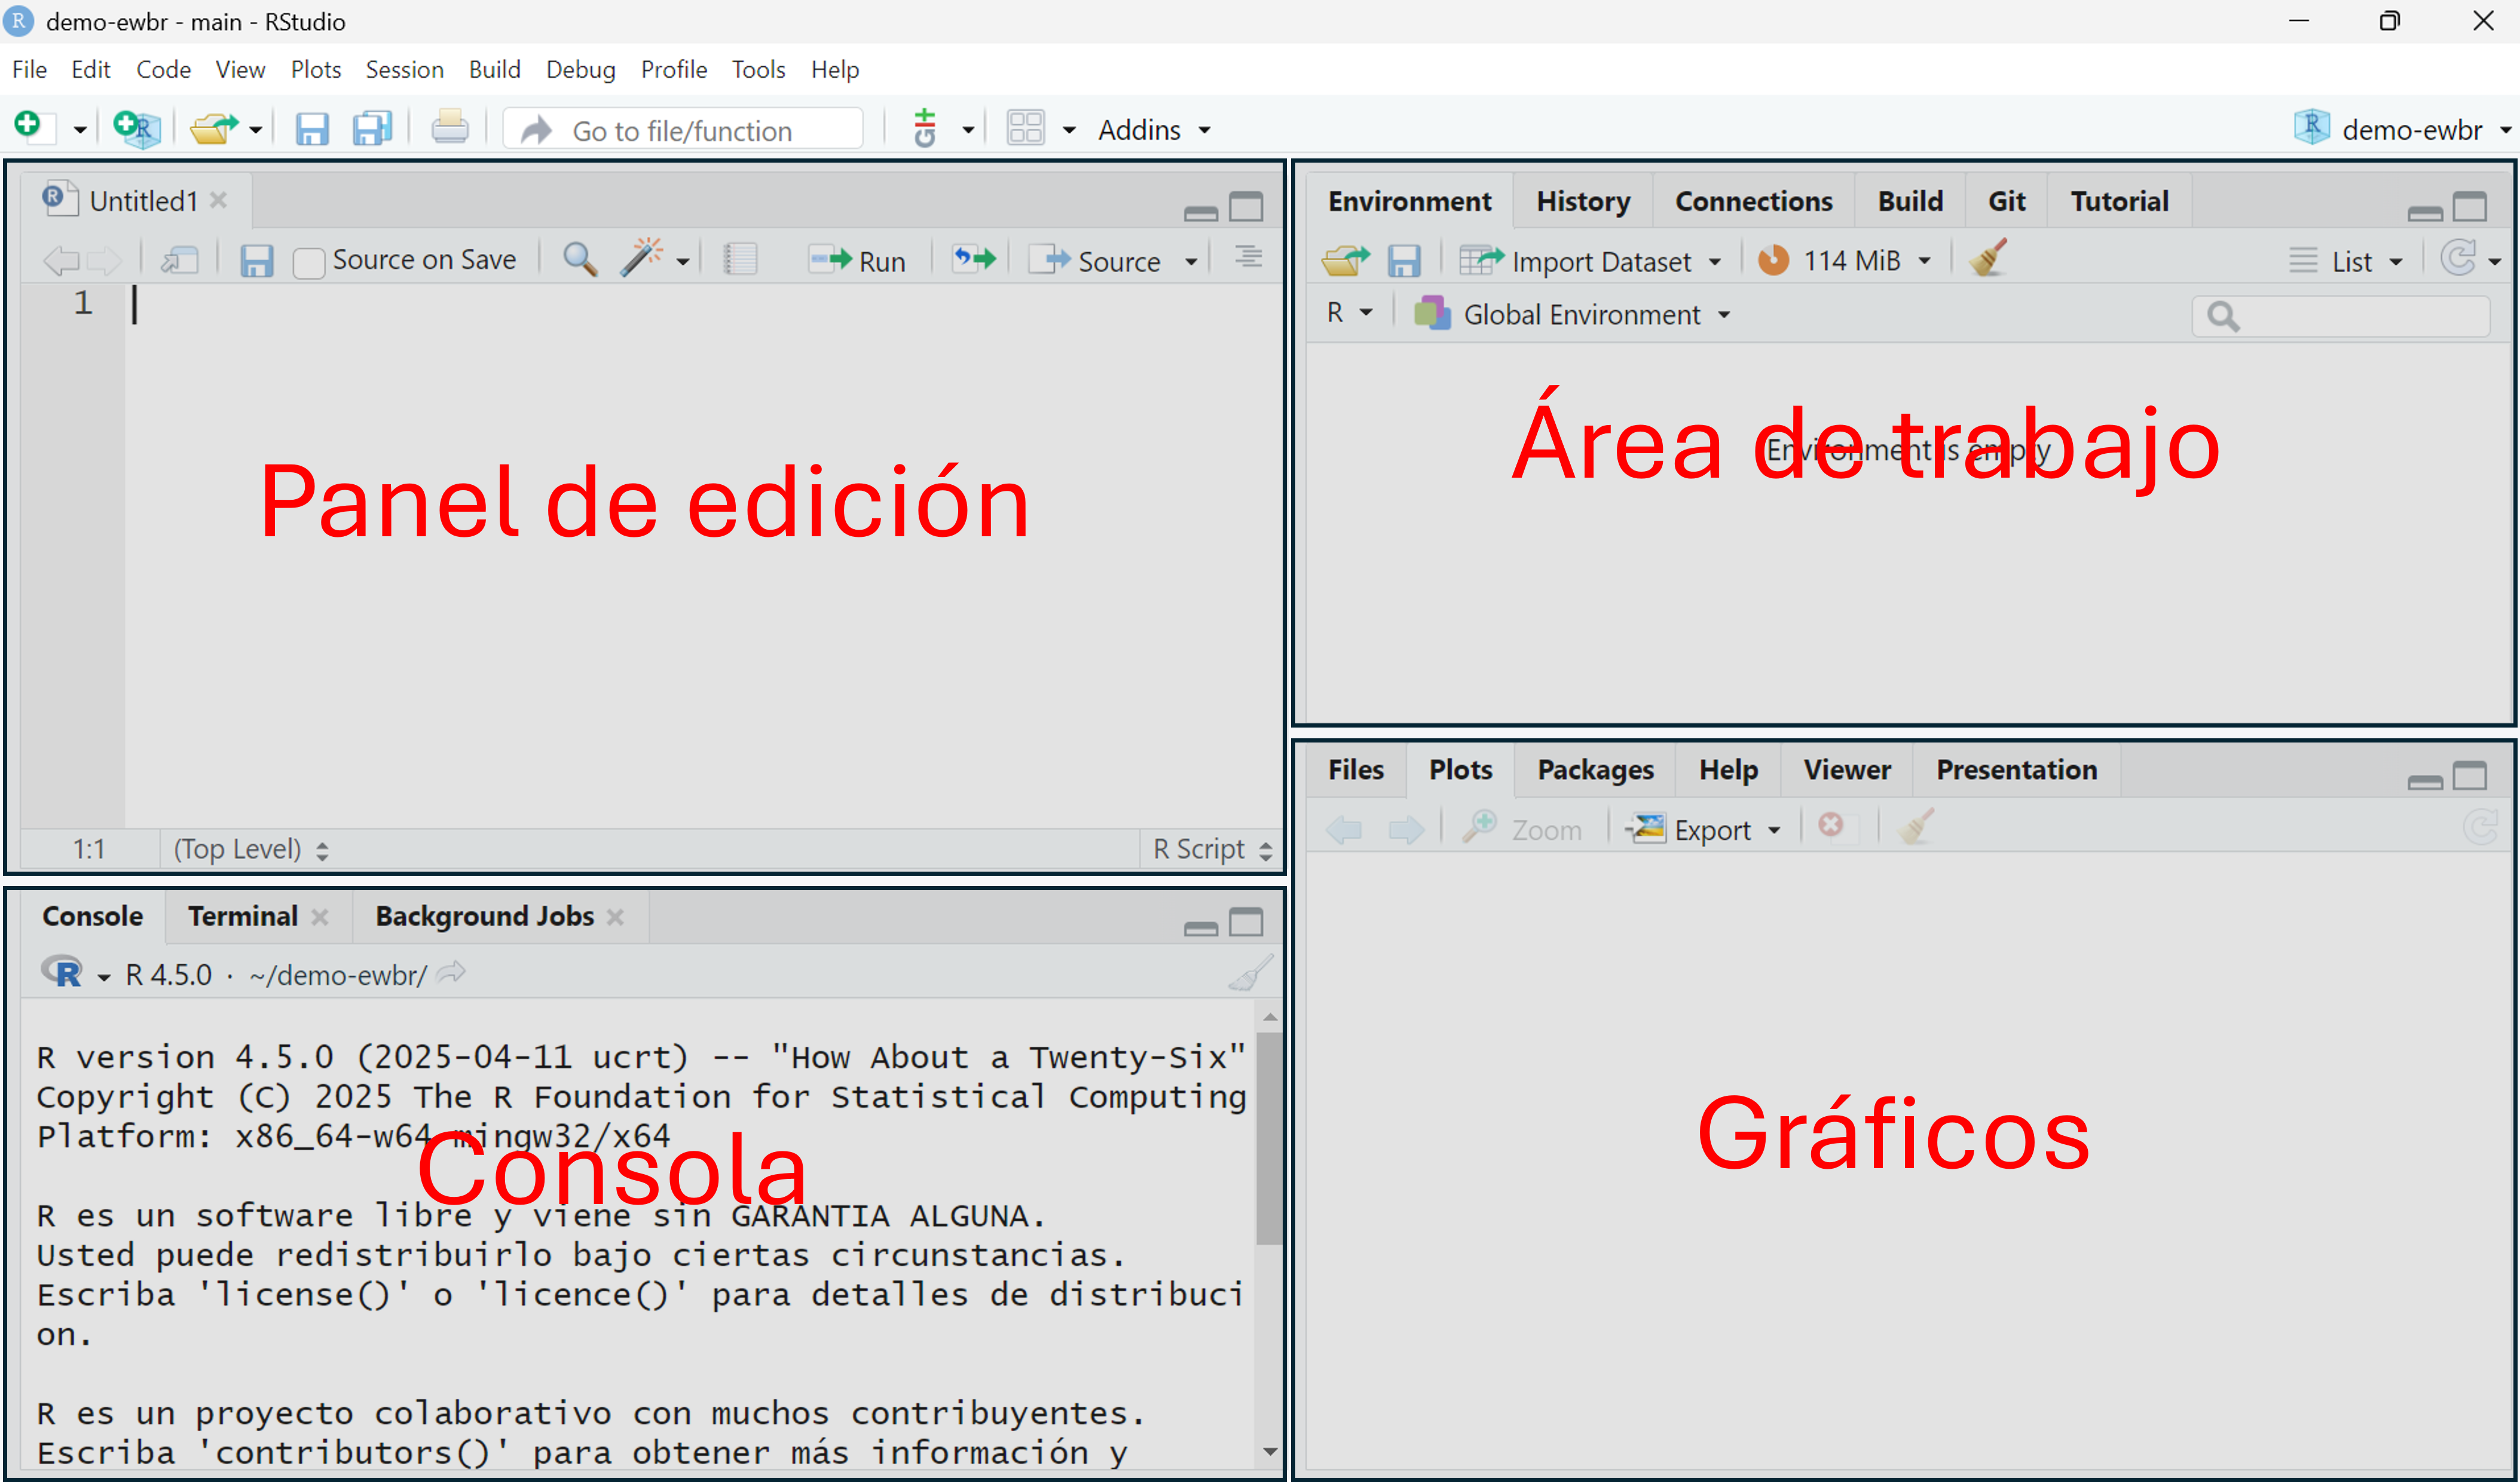 demo-ewbr - main - RStudio
File Edit Code View Plots Session Build Debug Profile Tools Help
Go to file/function Addins demo-ewbr
Untitled1
Source on Save Run Source
1
Panel de edición
1:1 (Top Level) R Script
Environment History Connections Build Git Tutorial
Import Dataset 114 MiB List
R Global Environment
Área de trabajo
Environment is empty
Console Terminal Background Jobs
R 4.5.0 · ~/demo-ewbr/
R version 4.5.0 (2025-04-11 ucrt) -- "How About a Twenty-Six"
Copyright (C) 2025 The R Foundation for Statistical Computing
Platform: x86_64-w64-mingw32/x64
Consola
R es un software libre y viene sin GARANTIA ALGUNA.
Usted puede redistribuirlo bajo ciertas circunstancias.
Escriba 'license()' o 'licence()' para detalles de distribuci
on.
R es un proyecto colaborativo con muchos contribuyentes.
Escriba 'contributors()' para obtener más información y
Files Plots Packages Help Viewer Presentation
Zoom Export
Gráficos